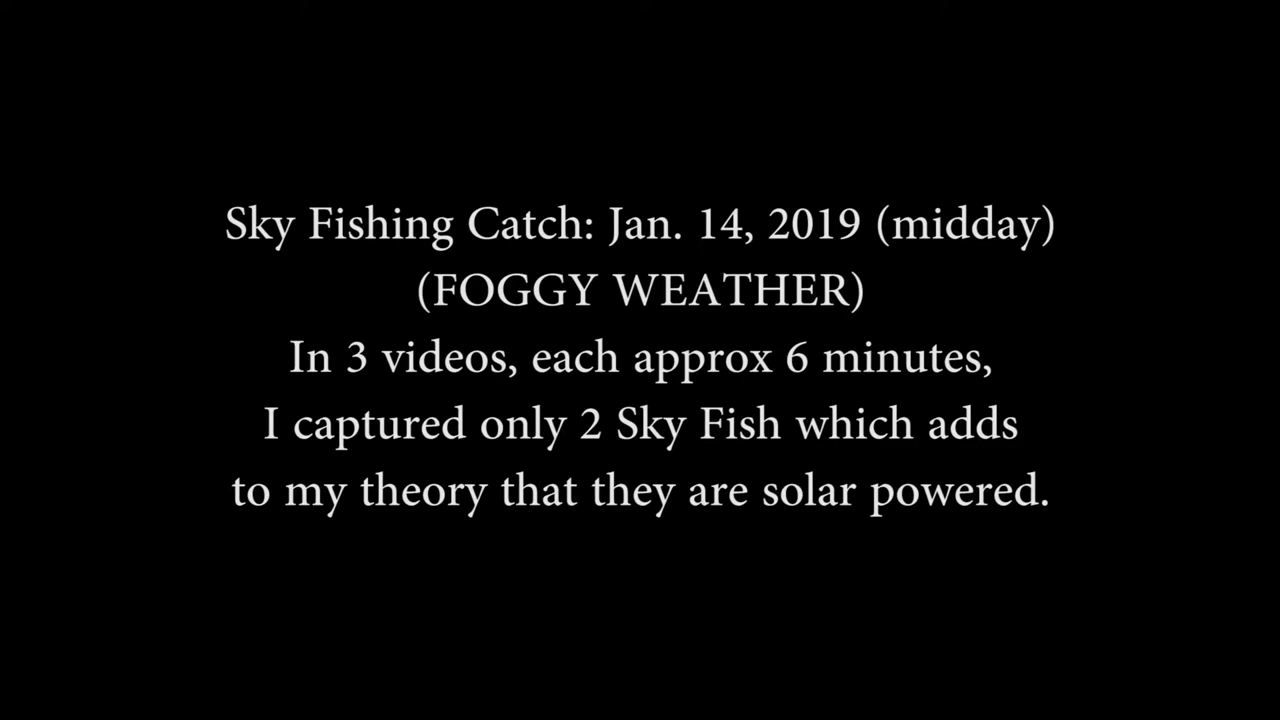 Sky Fishing Catch: Jan. 14, 2019 (midday)
(FOGGY WEATHER)
In 3 videos, each approx 6 minutes,
I captured only 2 Sky Fish which adds
to my theory that they are solar powered.